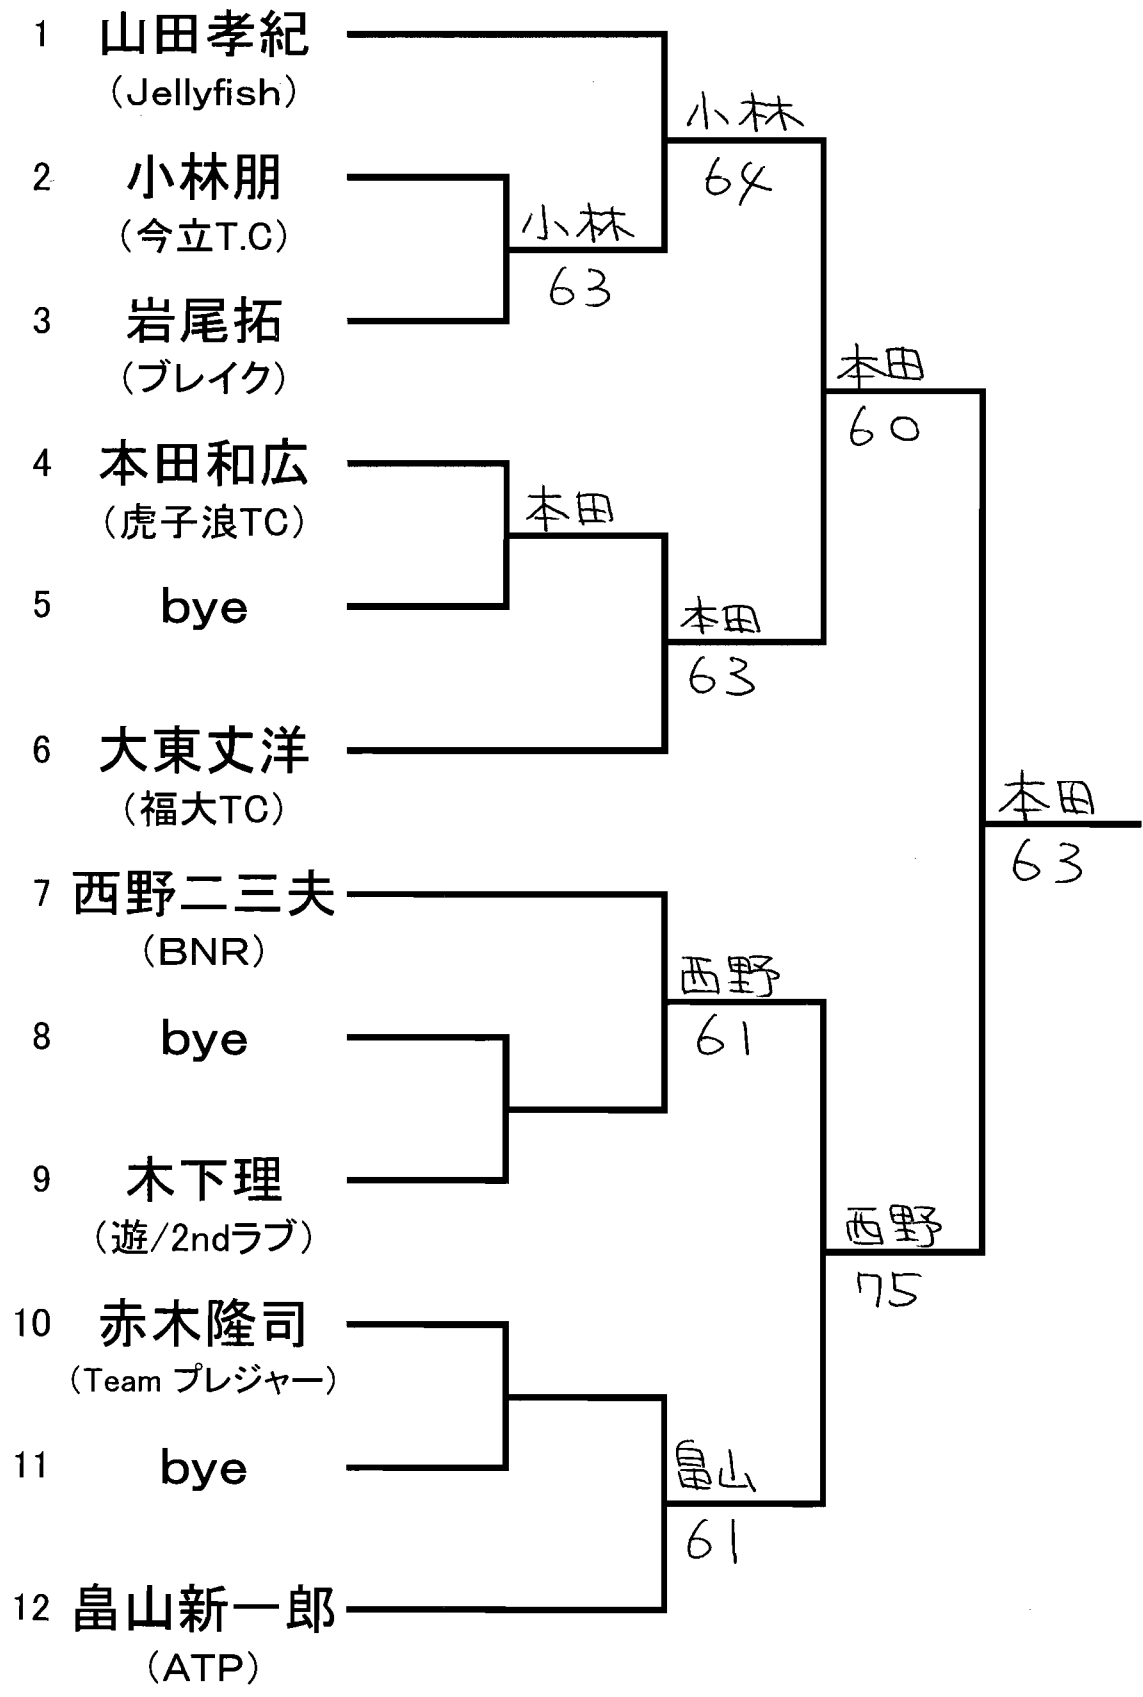 1 山田孝紀
(Jellyfish)
小林
64
2 小林朋
(今立T.C)
小林
63
3 岩尾拓
(ブレイク)
本田
60
4 本田和広
(虎子浪TC)
本田
5 bye
本田
63
6 大東丈洋
(福大TC)
本田
63
7 西野二三夫
(BNR)
西野
61
8 bye
9 木下理
(遊/2ndラブ)
西野
75
10 赤木隆司
(Team プレジャー)
11 bye
畠山
61
12 畠山新一郎
(ATP)